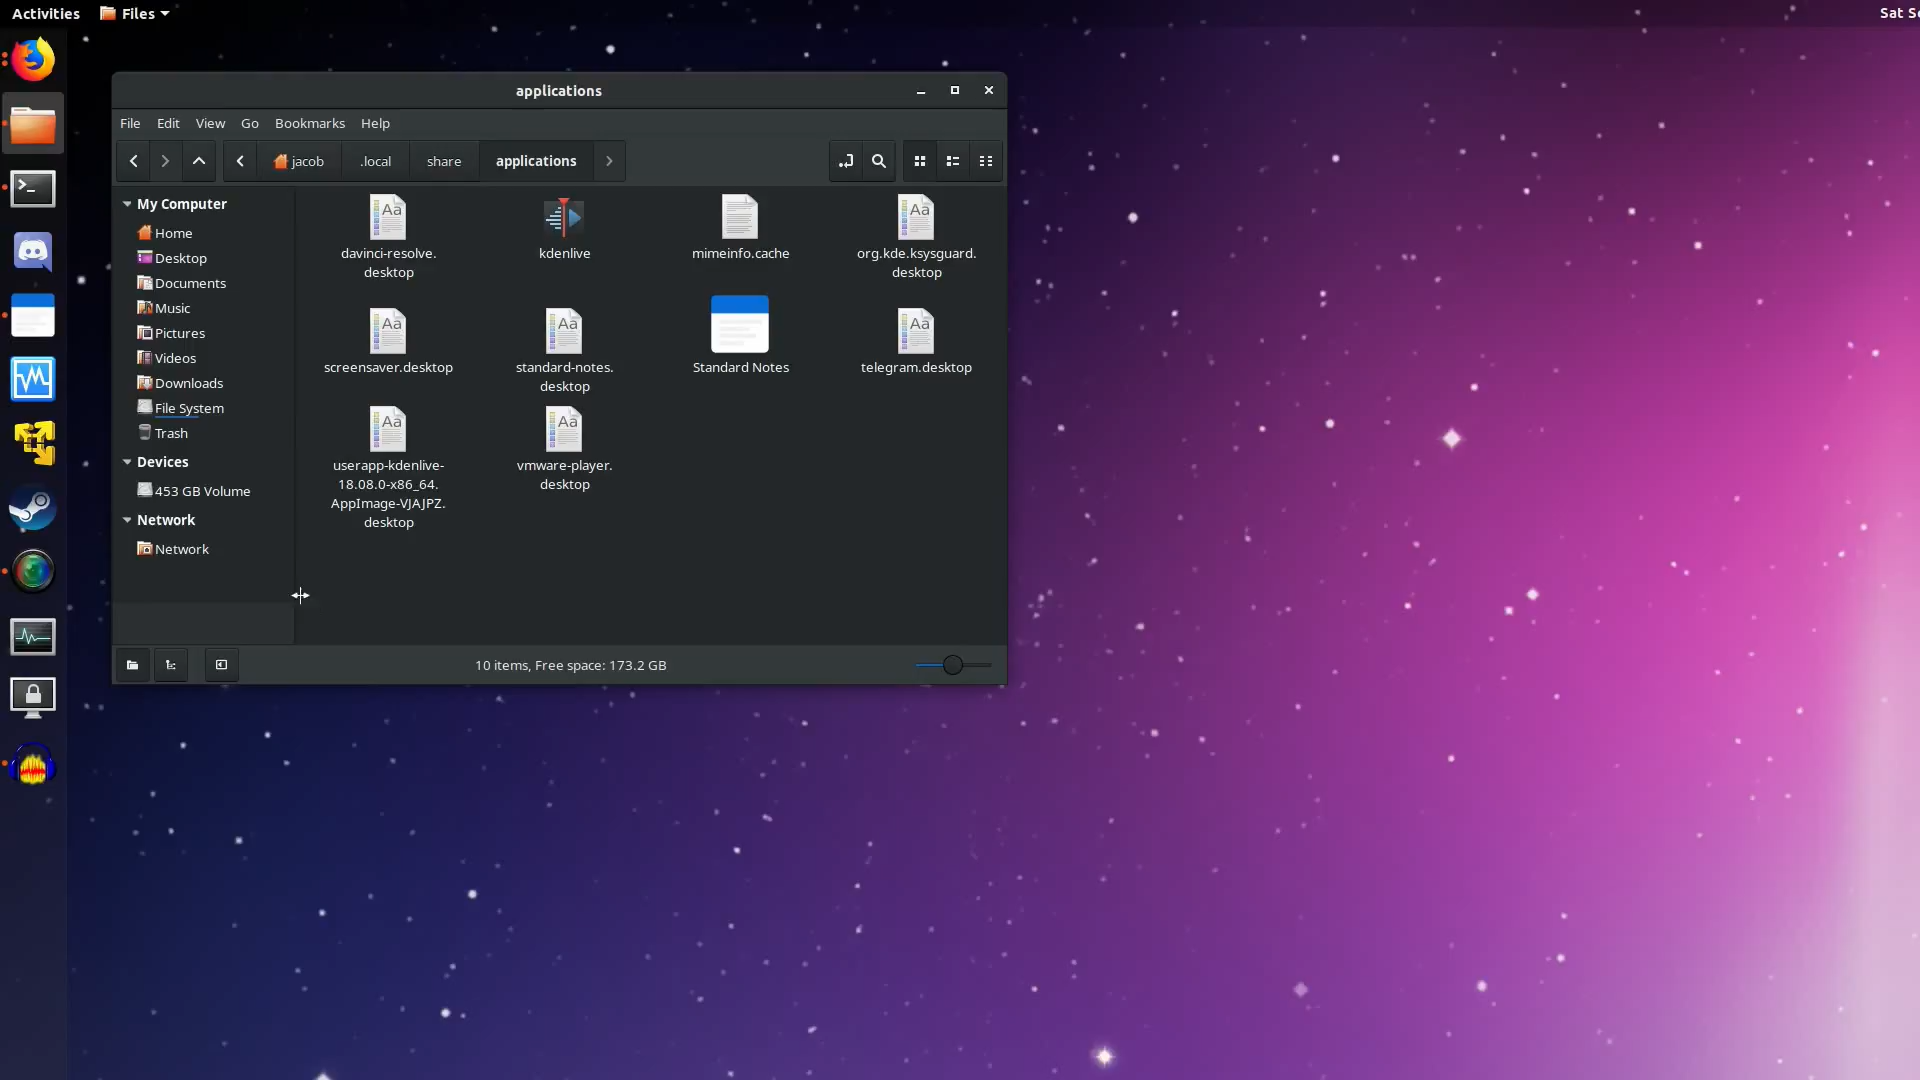 Activities
Files
Sat Se
applications
File Edit View Go Bookmarks Help
jacob .local share applications
My Computer
Home
Desktop
Documents
Music
Pictures
Videos
Downloads
File System
Trash
Devices
453 GB Volume
Network
Network
davinci-resolve.
desktop
kdenlive
mimeinfo.cache
org.kde.ksysguard.
desktop
screensaver.desktop
standard-notes.
desktop
Standard Notes
telegram.desktop
userapp-kdenlive-
18.08.0-x86_64.
AppImage-VJAJPZ.
desktop
vmware-player.
desktop
10 items, Free space: 173.2 GB